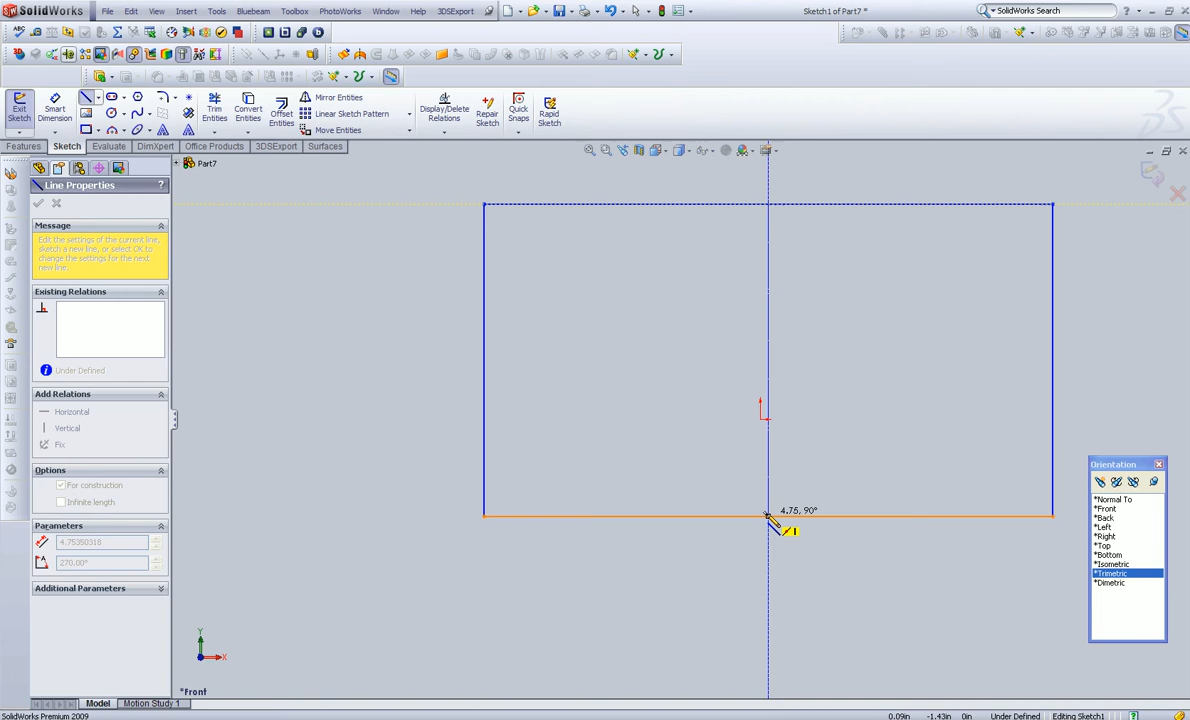 SolidWorks File Edit View Insert Tools Bluebeam Toolbox PhotoWorks Window Help 3DSExport Sketch1 of Part7 * SolidWorks Search
Exit Sketch
Smart Dimension
Trim Entities
Convert Entities
Offset Entities
Mirror Entities
Linear Sketch Pattern
Move Entities
Display/Delete Relations
Repair Sketch
Quick Snaps
Rapid Sketch
Features Sketch Evaluate DimXpert Office Products 3DSExport Surfaces
Part7
Line Properties ?
Message
Edit the settings of the current line,
sketch a new line, or select OK to
change the settings for the next
new line.
Existing Relations
Under Defined
Add Relations
Horizontal
Vertical
Fix
Options
For construction
Infinite length
Parameters
4.75350318
270.00°
Additional Parameters
4.75, 90°
Orientation
*Normal To
*Front
*Back
*Left
*Right
*Top
*Bottom
*Isometric
*Trimetric
*Dimetric
Y
X
*Front
Model Motion Study 1
SolidWorks Premium 2009 0.09in -1.43in 0in Under Defined Editing Sketch1